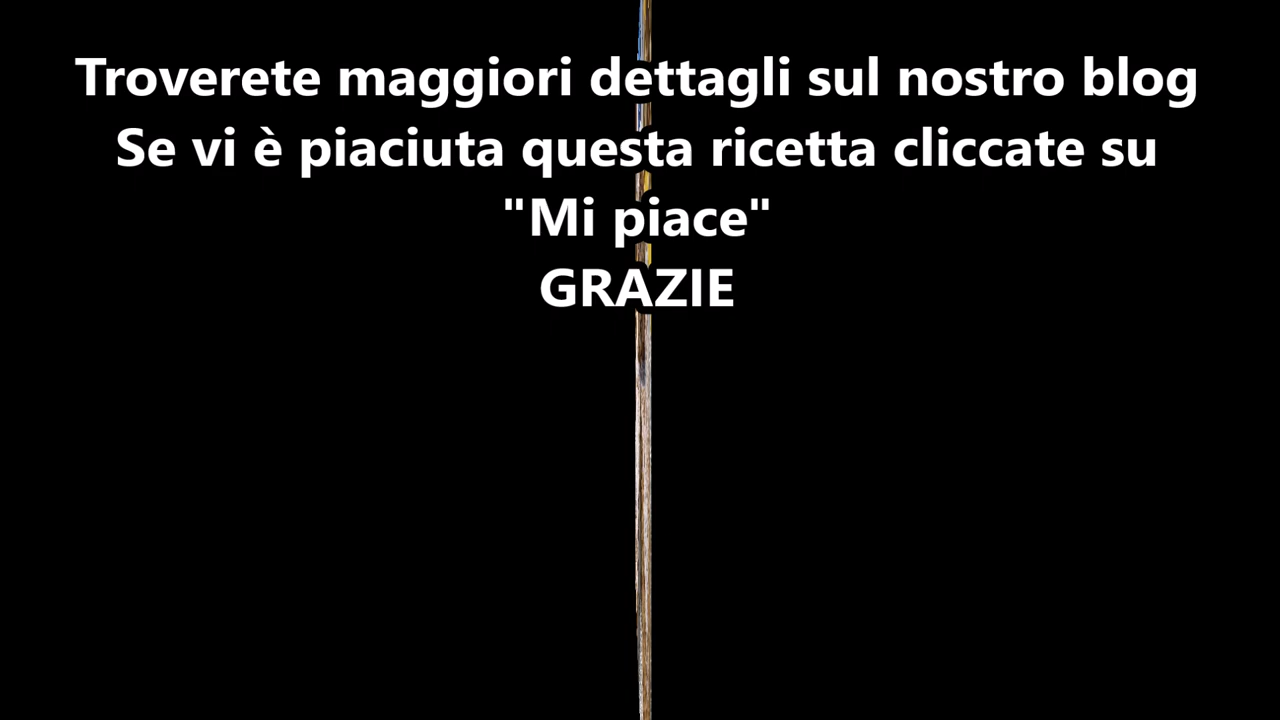 Troverete maggiori dettagli sul nostro blog
Se vi è piaciuta questa ricetta cliccate su
"Mi piace"
GRAZIE